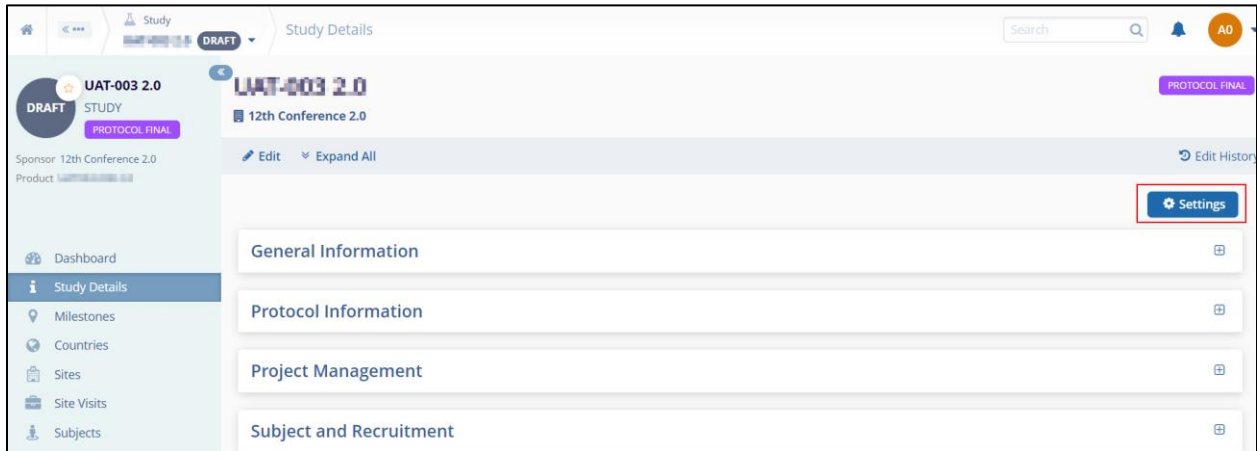 Study
DRAFT
Study Details
Search
A0
DRAFT
UAT-003 2.0
STUDY
PROTOCOL FINAL
Sponsor 12th Conference 2.0
Product
UAT-003 2.0
12th Conference 2.0
PROTOCOL FINAL
Edit
Expand All
Edit History
Settings
Dashboard
Study Details
Milestones
Countries
Sites
Site Visits
Subjects
General Information
Protocol Information
Project Management
Subject and Recruitment